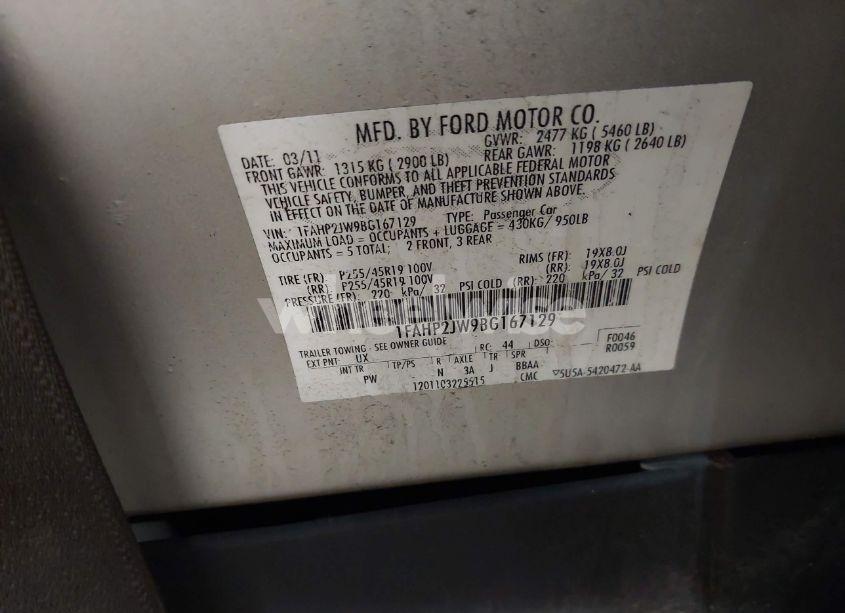 MFD. BY FORD MOTOR CO.
DATE: 03/11 GVWR: 2477 KG ( 5460 LB)
FRONT GAWR: 1315 KG ( 2900 LB) REAR GAWR: 1198 KG ( 2640 LB)
THIS VEHICLE CONFORMS TO ALL APPLICABLE FEDERAL MOTOR
VEHICLE SAFETY, BUMPER, AND THEFT PREVENTION STANDARDS
IN EFFECT ON THE DATE OF MANUFACTURE SHOWN ABOVE.
VIN: 1FAHP2JW9BG167129 TYPE: Passenger Car
MAXIMUM LOAD = OCCUPANTS + LUGGAGE = 430KG/ 950LB
OCCUPANTS = 5 TOTAL; 2 FRONT, 3 REAR
TIRE (FR): P255/45R19 100V RIMS (FR): 19X8.0J
(RR): P255/45R19 100V (RR): 19X8.0J
PRESSURE (FR): 220 kPa/ 32 PSI COLD (RR): 220 kPa/ 32 PSI COLD
1FAHP2JW9BG167129
TRAILER TOWING - SEE OWNER GUIDE RC: 44 DSO: F0046
EXT PNT: UX R0059
INT TR TP/PS R AXLE TR SPR
PW N 3A J BBAA
1201103225515 CMC 5U5A-5420472-AA